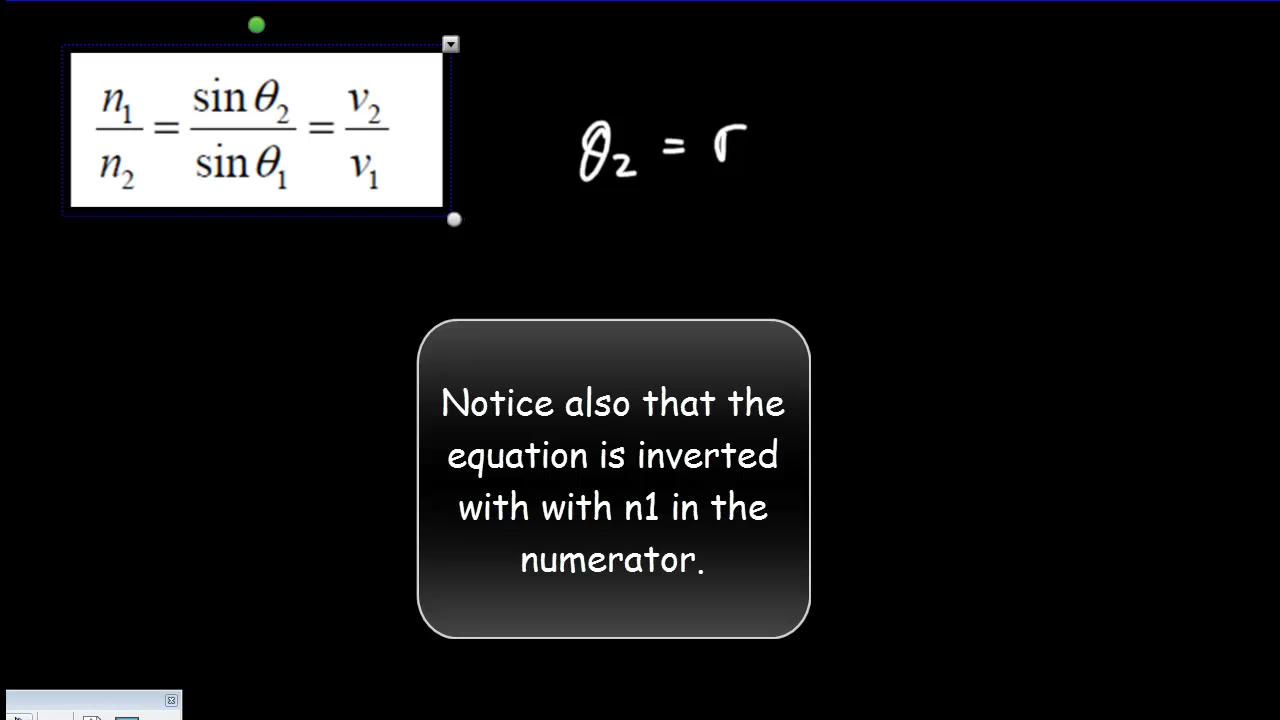 n₁/n₂ = sin θ₂/sin θ₁ = v₂/v₁
θ₂ = r
Notice also that the
equation is inverted
with with n1 in the
numerator.